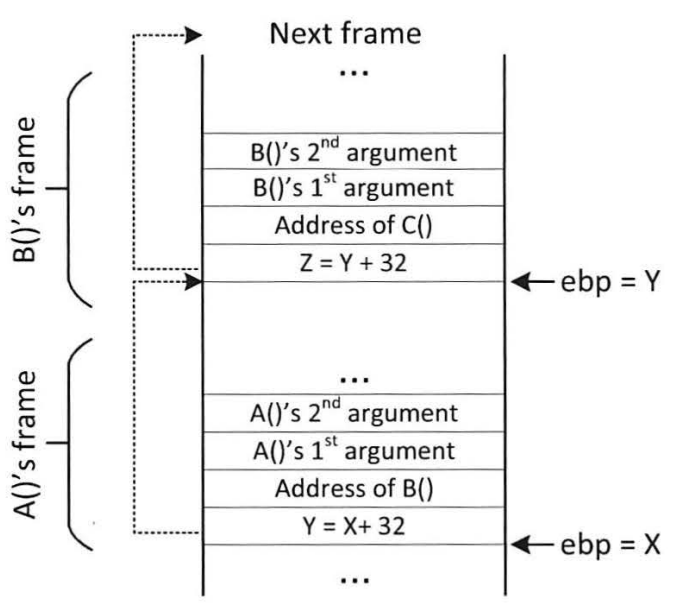 Next frame
...
B()'s 2nd argument
B()'s 1st argument
Address of C()
Z = Y + 32
ebp = Y
B()'s frame
...
A()'s 2nd argument
A()'s 1st argument
Address of B()
Y = X+ 32
ebp = X
A()'s frame
...